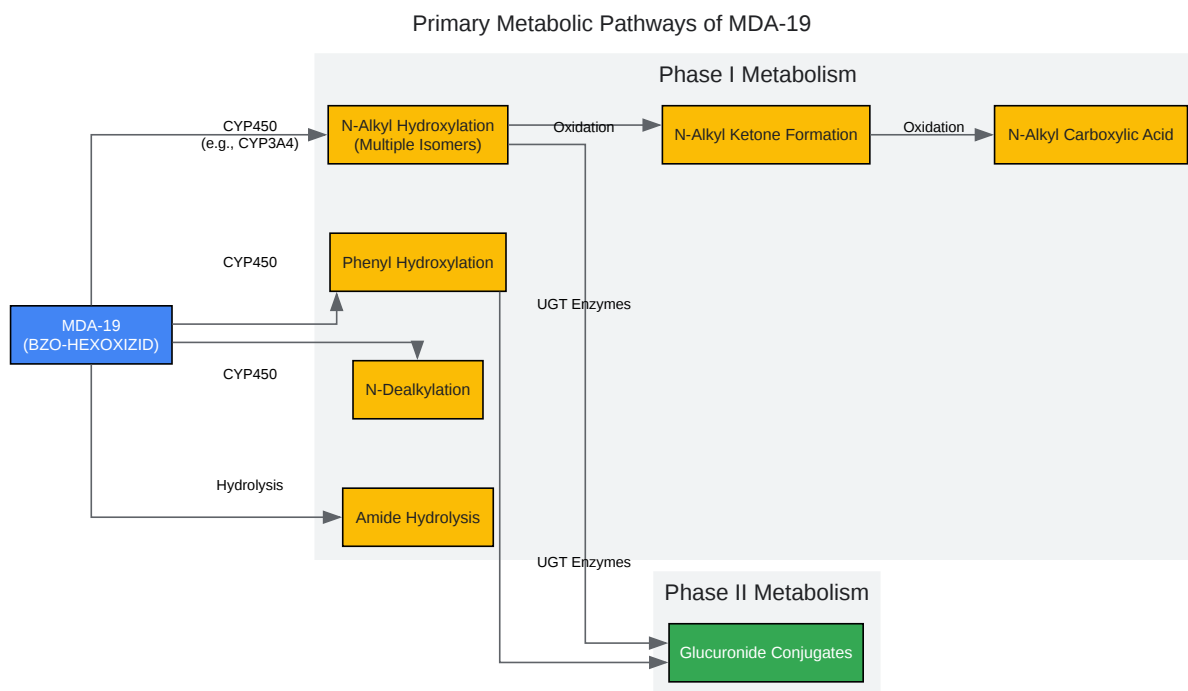 Primary Metabolic Pathways of MDA-19
Phase I Metabolism
CYP450
(e.g., CYP3A4)
N-Alkyl Hydroxylation
(Multiple Isomers)
Oxidation
N-Alkyl Ketone Formation
Oxidation
N-Alkyl Carboxylic Acid
CYP450
Phenyl Hydroxylation
UGT Enzymes
MDA-19
(BZO-HEXOXIZID)
CYP450
N-Dealkylation
Hydrolysis
Amide Hydrolysis
UGT Enzymes
Phase II Metabolism
Glucuronide Conjugates